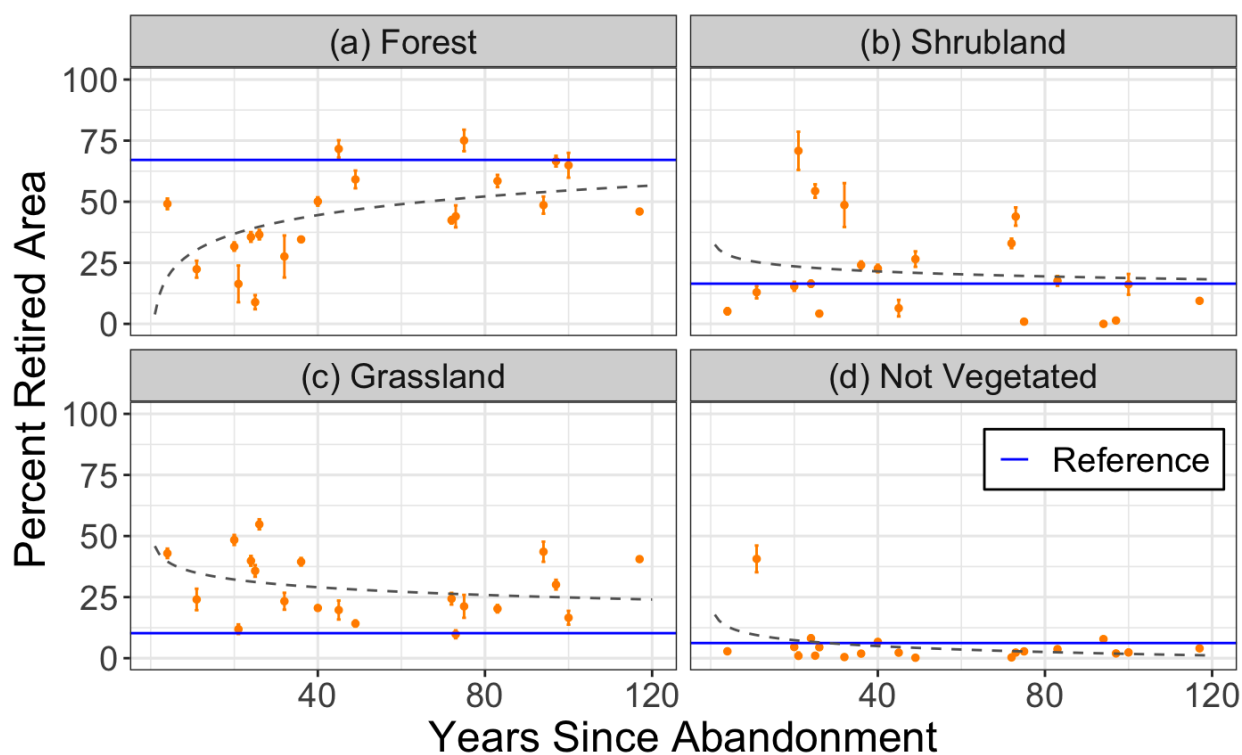 (a) Forest
(b) Shrubland
100
75
50
25
0
(c) Grassland
(d) Not Vegetated
100
75
50
25
0
Reference
40
80
120
40
80
120
Years Since Abandonment
Percent Retired Area